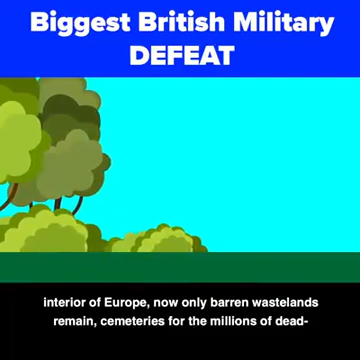 Biggest British Military
DEFEAT
interior of Europe, now only barren wastelands
remain, cemeteries for the millions of dead-